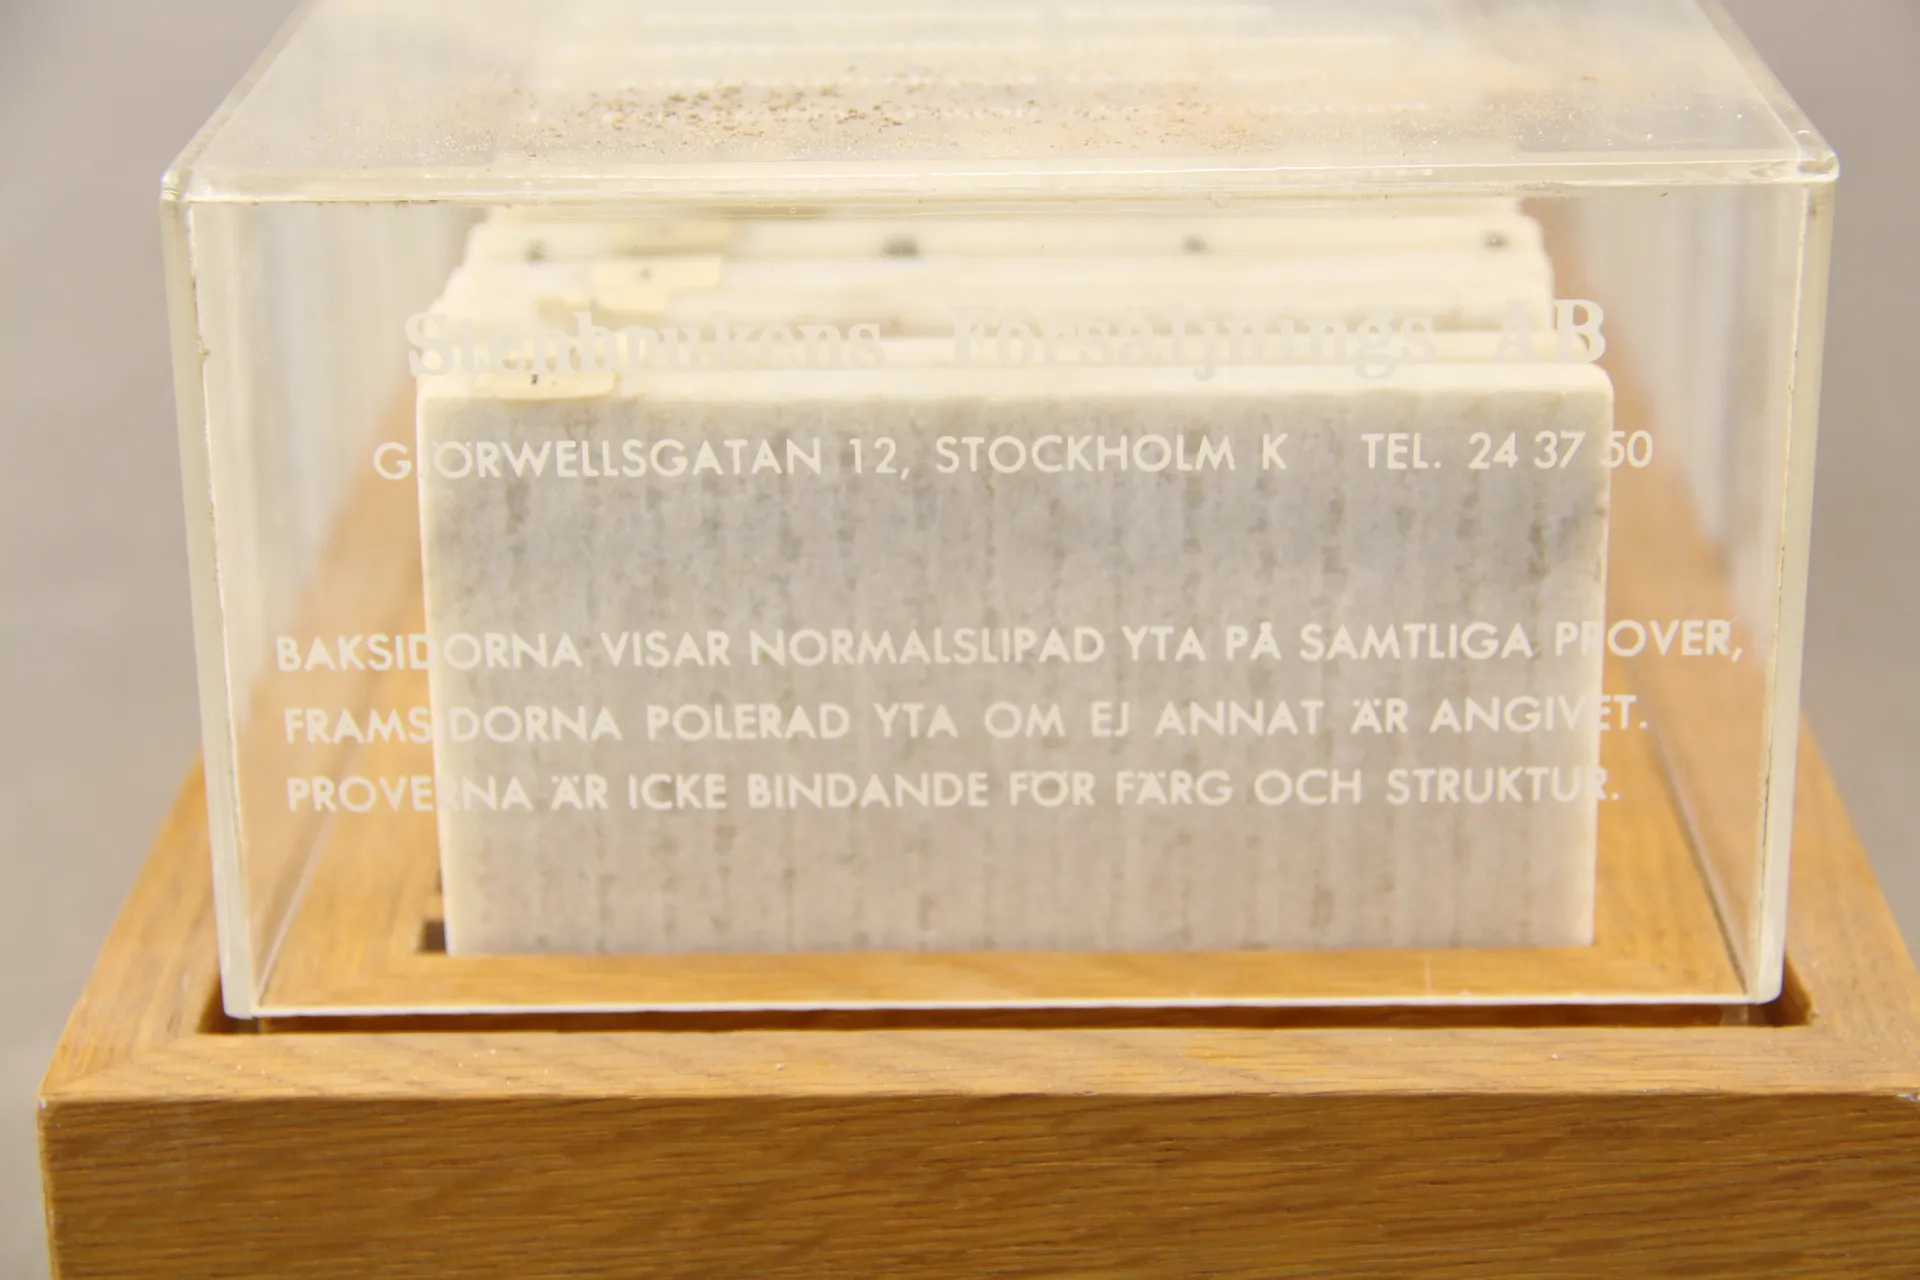 Stenbrukens Försäljnings AB
GJÖRWELLSGATAN 12, STOCKHOLM K TEL. 24 37 50
BAKSIDORNA VISAR NORMALSLIPAD YTA PÅ SAMTLIGA PROVER,
FRAMSIDORNA POLERAD YTA OM EJ ANNAT ÄR ANGIVET.
PROVERNA ÄR ICKE BINDANDE FÖR FÄRG OCH STRUKTUR.